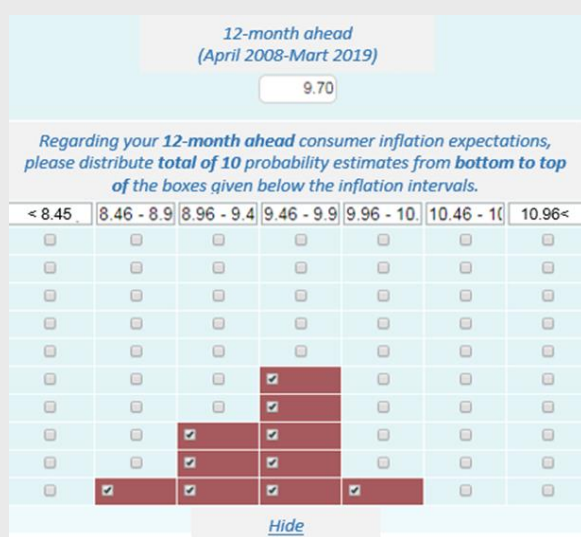 12-month ahead
(April 2008-Mart 2019)
9.70
Regarding your 12-month ahead consumer inflation expectations,
please distribute total of 10 probability estimates from bottom to top
of the boxes given below the inflation intervals.
< 8.45 8.46 - 8.9 8.96 - 9.4 9.46 - 9.9 9.96 - 10. 10.46 - 10 10.96<
Hide